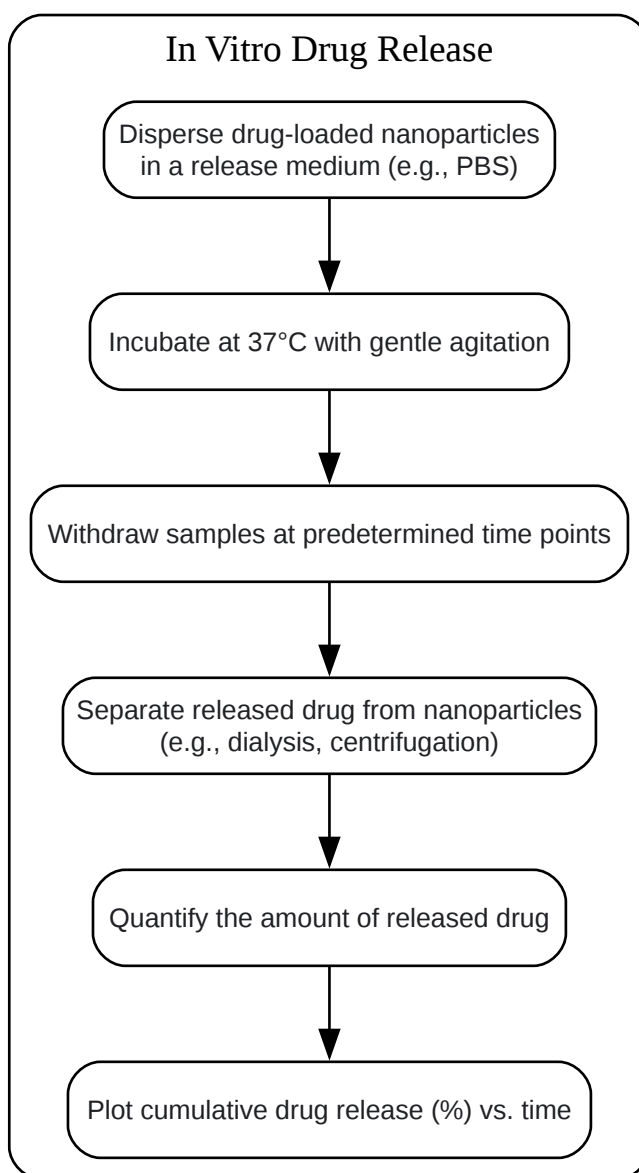 In Vitro Drug Release
Disperse drug-loaded nanoparticles
in a release medium (e.g., PBS)
Incubate at 37°C with gentle agitation
Withdraw samples at predetermined time points
Separate released drug from nanoparticles
(e.g., dialysis, centrifugation)
Quantify the amount of released drug
Plot cumulative drug release (%) vs. time